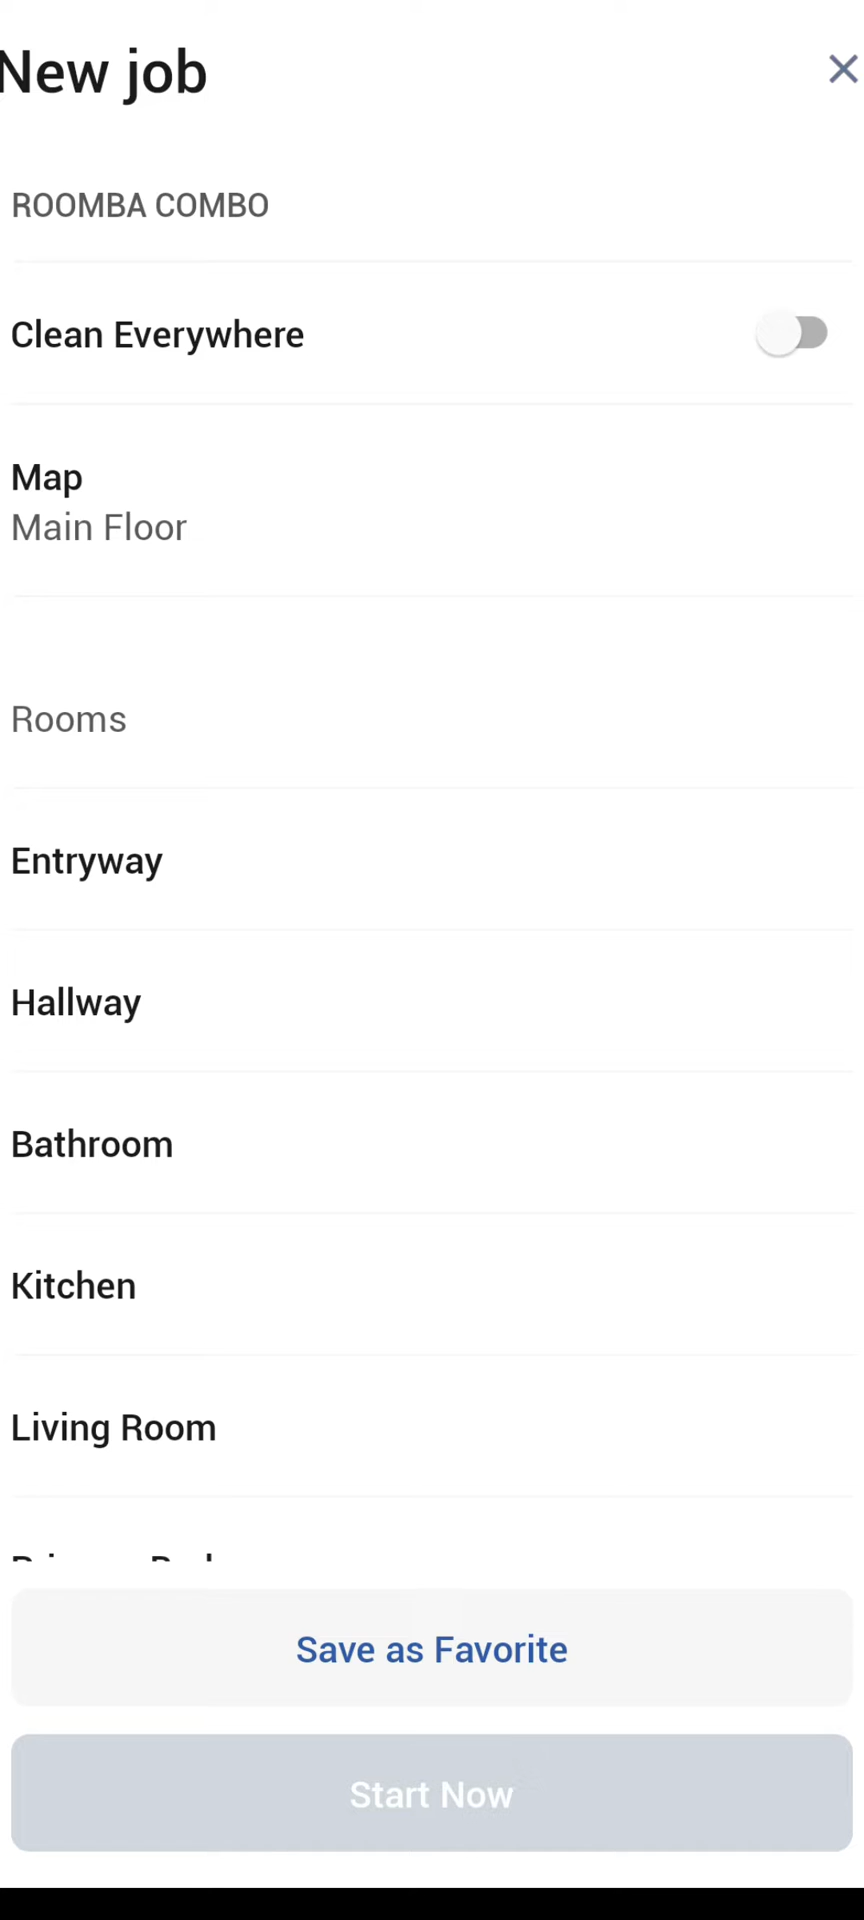 New job
ROOMBA COMBO
Clean Everywhere
Map
Main Floor
Rooms
Entryway
Hallway
Bathroom
Kitchen
Living Room
Save as Favorite
Start Now